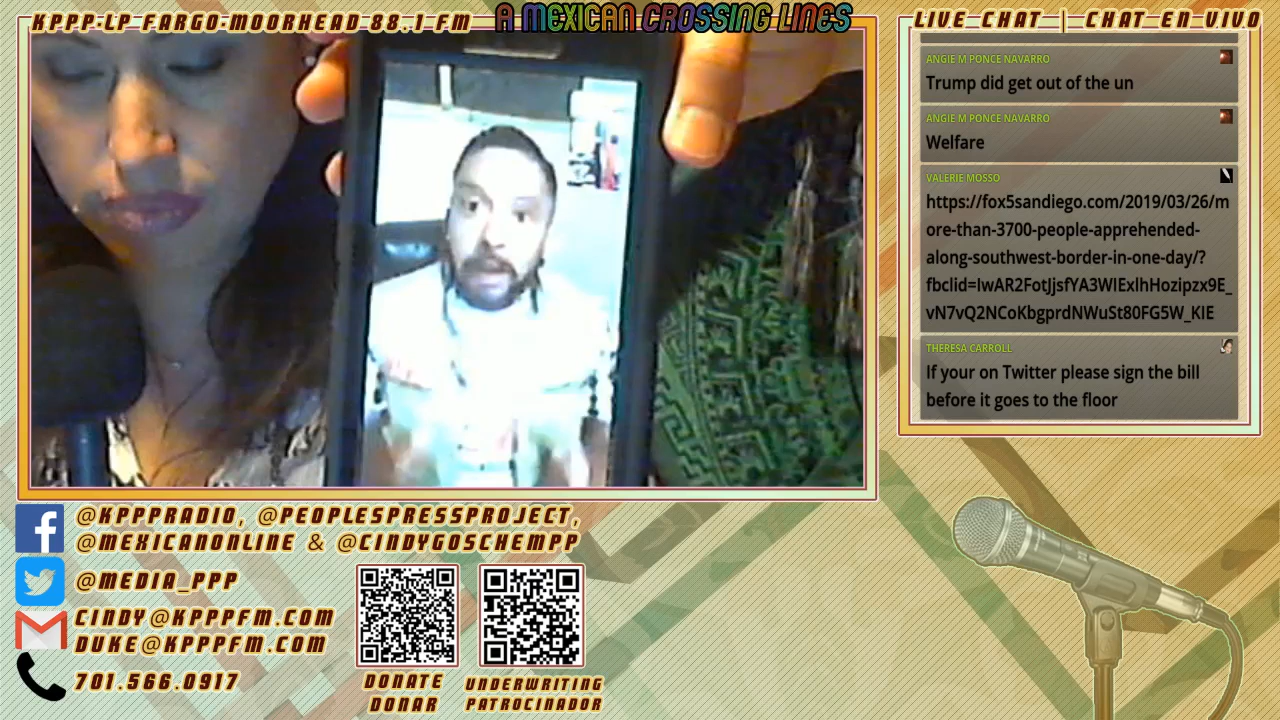 KPPP-LP FARGO-MOORHEAD 88.1 FM
A MEXICAN CROSSING LINES
LIVE CHAT | CHAT EN VIVO
ANGIE M PONCE NAVARRO
Trump did get out of the un
ANGIE M PONCE NAVARRO
Welfare
VALERIE MOSSO
https://fox5sandiego.com/2019/03/26/m
ore-than-3700-people-apprehended-
along-southwest-border-in-one-day/?
fbclid=IwAR2FotJjsfYA3WIExlhHozipzx9E_
vN7vQ2NCoKbgprdNWuSt80FG5W_KIE
THERESA CARROLL
If your on Twitter please sign the bill
before it goes to the floor
@KPPPRADIO, @PEOPLESPRESSPROJECT,
@MEXICANONLINE & @CINDYGOSCHEMPP
@MEDIA_PPP
CINDY@KPPPFM.COM
DUKE@KPPPFM.COM
701.566.0917
DONATE
DONAR
UNDERWRITING
PATROCINADOR